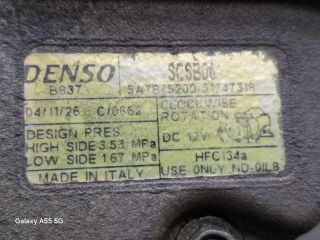 DENSO SCSB06
B837 5A7875200 31747318
04/11/26 C/0662 CLOCKWISE
ROTATION
DESIGN PRES. DC 12V
HIGH SIDE 3.53 MPa
LOW SIDE 1.67 MPa HFC134a
MADE IN ITALY USE ONLY ND-OIL8
Galaxy A55 5G